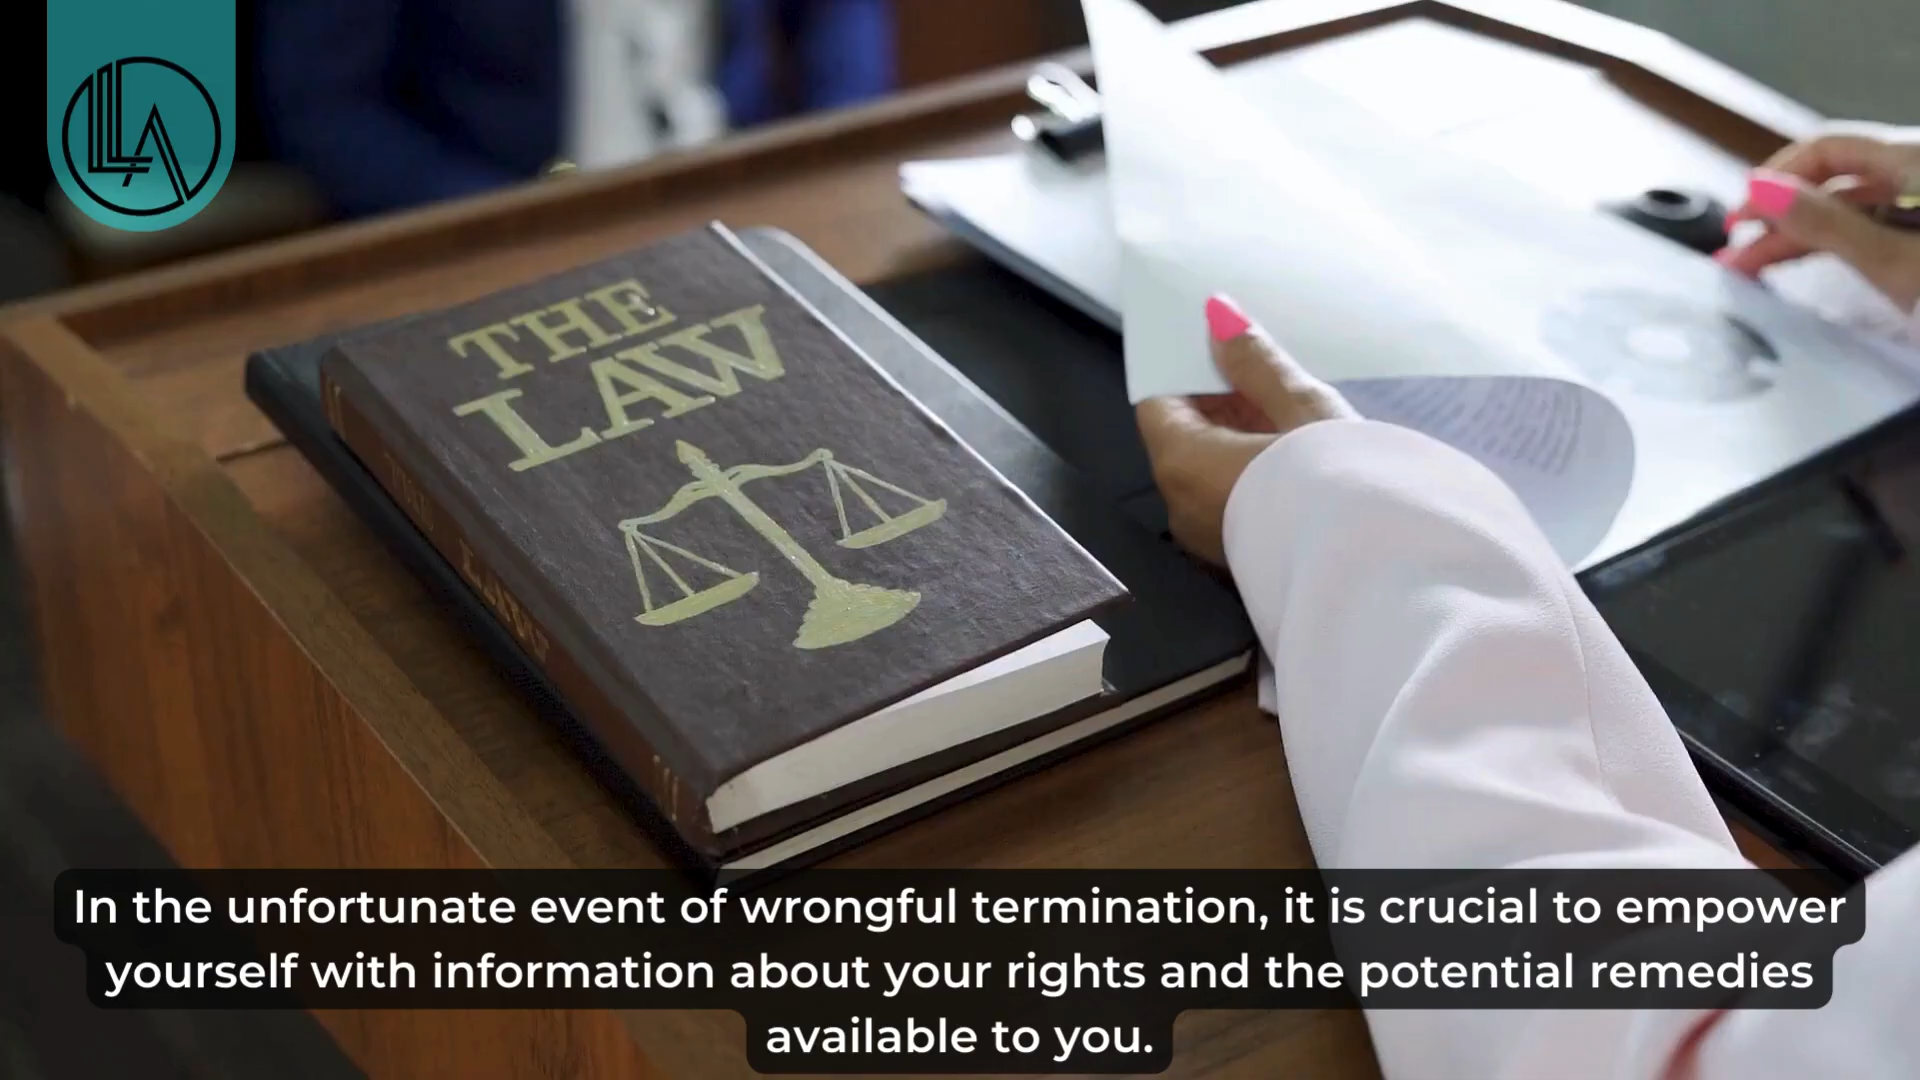 THE
LAW
In the unfortunate event of wrongful termination, it is crucial to empower
yourself with information about your rights and the potential remedies
available to you.